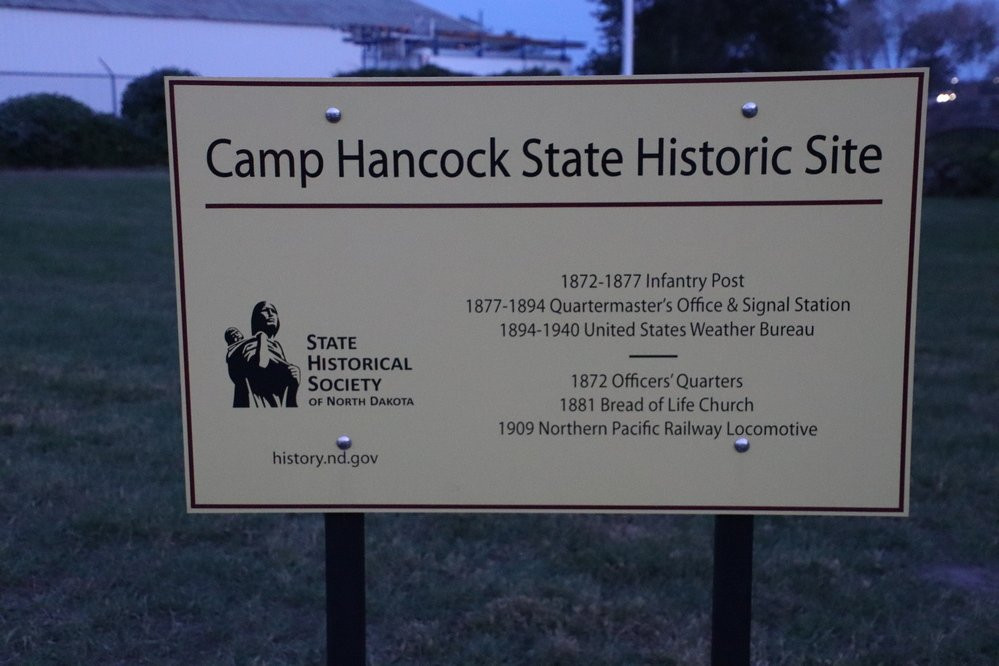 Camp Hancock State Historic Site
1872-1877 Infantry Post
1877-1894 Quartermaster's Office & Signal Station
1894-1940 United States Weather Bureau
1872 Officers' Quarters
1881 Bread of Life Church
1909 Northern Pacific Railway Locomotive
STATE
HISTORICAL
SOCIETY
OF NORTH DAKOTA
history.nd.gov